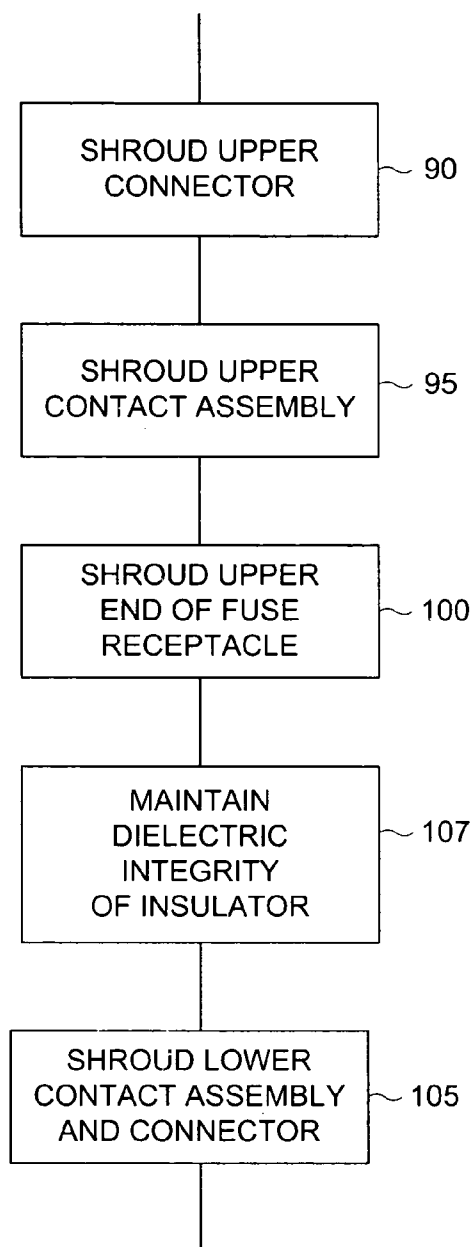 SHROUD UPPER
CONNECTOR
90
SHROUD UPPER
CONTACT ASSEMBLY
95
SHROUD UPPER
END OF FUSE
RECEPTACLE
100
MAINTAIN
DIELECTRIC
INTEGRITY
OF INSULATOR
107
SHROUD LOWER
CONTACT ASSEMBLY
AND CONNECTOR
105